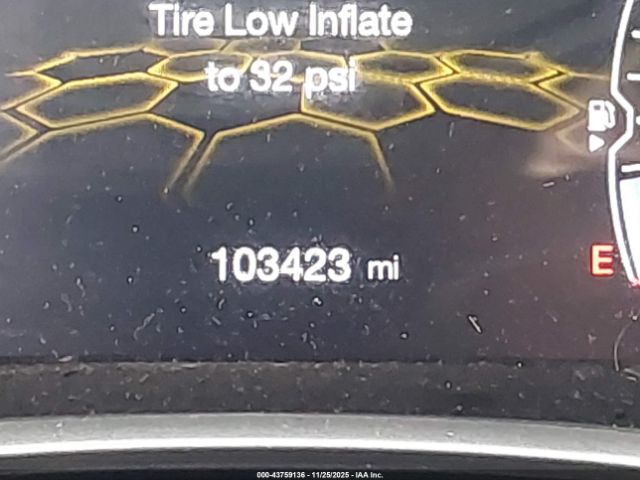 Tire Low Inflate
to 32 psi
103423 mi
E
000-43759136 - 11/25/2025 - IAA Inc.